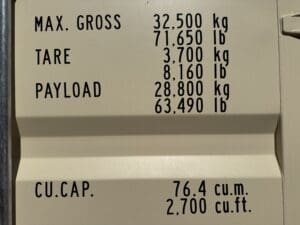 MAX. GROSS 32,500 kg
71,650 lb
TARE 3,700 kg
8,160 lb
PAYLOAD 28,800 kg
63,490 lb
CU.CAP. 76.4 cu.m.
2,700 cu.ft.